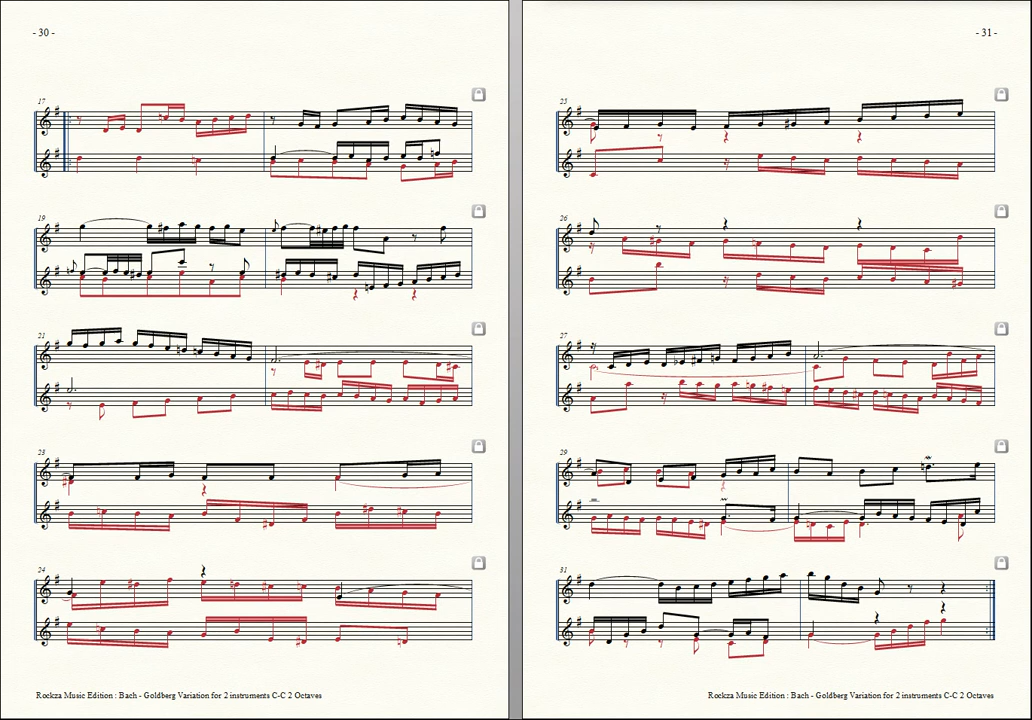 - 30 -
17
19
21
23
24
Rockza Music Edition : Bach - Goldberg Variation for 2 instruments C-C 2 Octaves
- 31 -
25
26
27
29
31
Rockza Music Edition : Bach - Goldberg Variation for 2 instruments C-C 2 Octaves